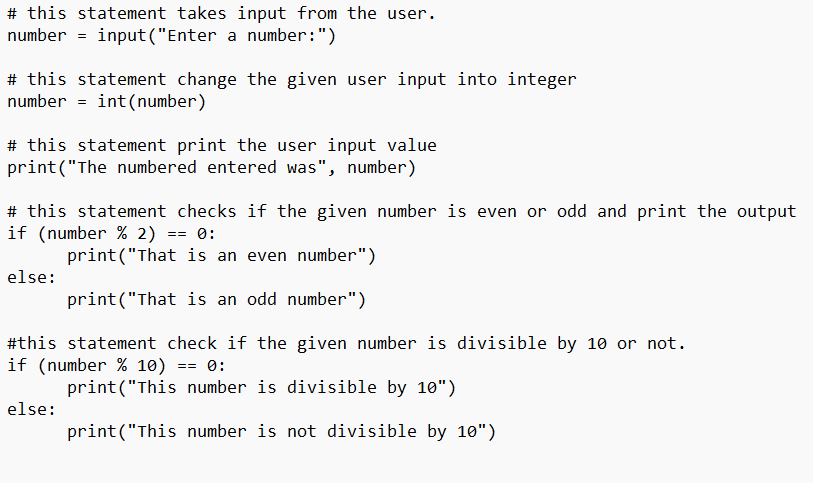 # this statement takes input from the user.
number = input("Enter a number:")
# this statement change the given user input into integer
number = int(number)
# this statement print the user input value
print("The numbered entered was", number)
# this statement checks if the given number is even or odd and print the output
if (number % 2) == 0:
      print("That is an even number")
else:
      print("That is an odd number")
#this statement check if the given number is divisible by 10 or not.
if (number % 10) == 0:
      print("This number is divisible by 10")
else:
      print("This number is not divisible by 10")